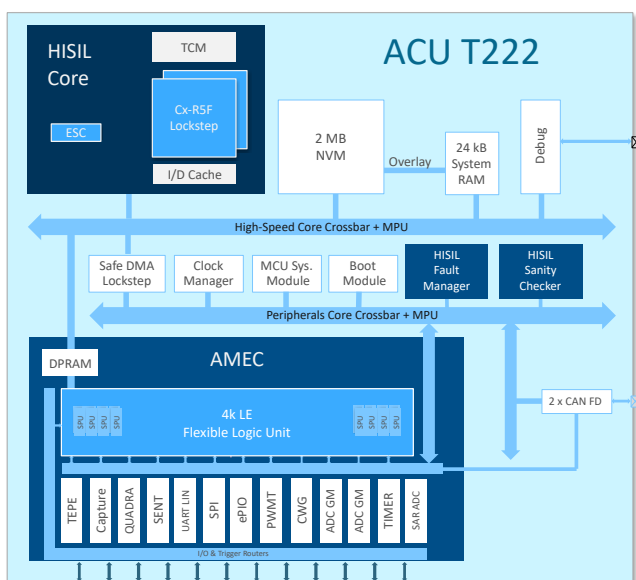 ACU T222
HISIL
Core
TCM
Cx-R5F
Lockstep
ESC
I/D Cache
2 MB
NVM
Overlay
24 kB
System
RAM
Debug
High-Speed Core Crossbar + MPU
Safe DMA
Lockstep
Clock
Manager
MCU Sys.
Module
Boot
Module
HISIL
Fault
Manager
HISIL
Sanity
Checker
Peripherals Core Crossbar + MPU
AMEC
DPRAM
2 x CAN FD
SPU
SPU
SPU
SPU
4k LE
Flexible Logic Unit
SPU
SPU
SPU
SPU
TEPE
Capture
QUADRA
SENT
UART LIN
SPI
ePIO
PWMT
CWG
ADC GM
ADC GM
TIMER
SAR ADC
I/O & Trigger Routers